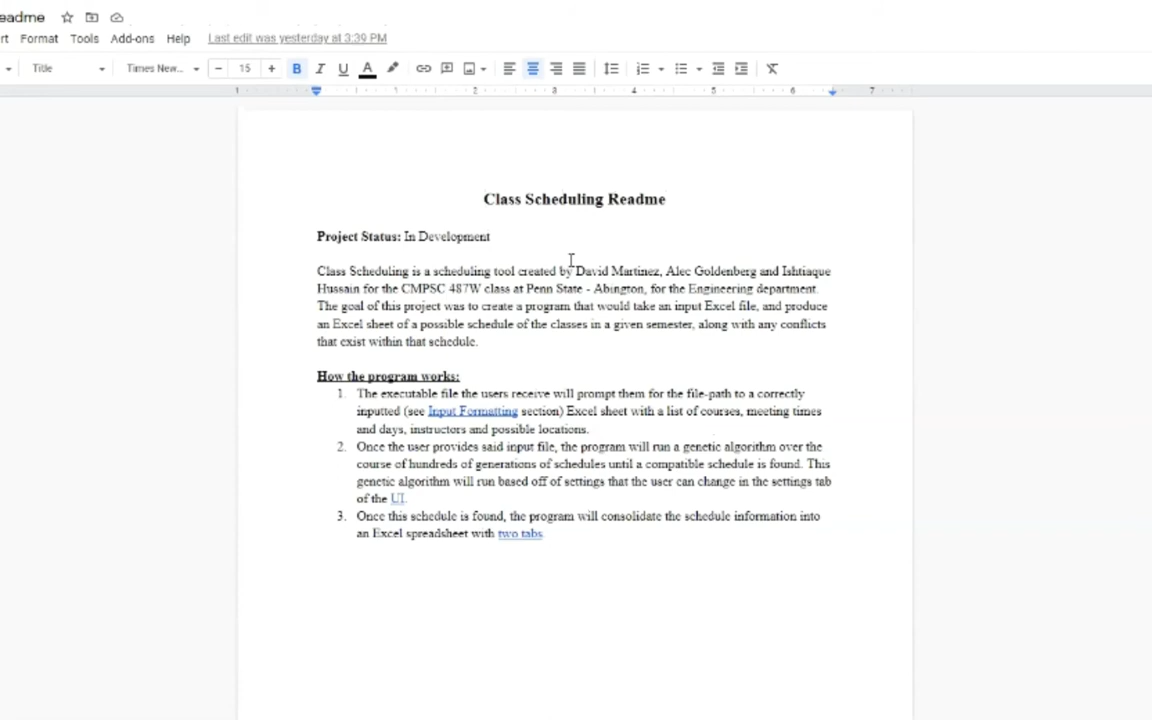 eadme
rt Format Tools Add-ons Help Last edit was yesterday at 3:39 PM
Title Times New... 15 B I U A
1 1 2 3 4 5 6 7
Class Scheduling Readme
Project Status: In Development
Class Scheduling is a scheduling tool created by David Martinez, Alec Goldenberg and Ishtiaque
Hussain for the CMPSC 487W class at Penn State - Abington, for the Engineering department.
The goal of this project was to create a program that would take an input Excel file, and produce
an Excel sheet of a possible schedule of the classes in a given semester, along with any conflicts
that exist within that schedule.
How the program works:
1. The executable file the users receive will prompt them for the file-path to a correctly
inputted (see Input Formatting section) Excel sheet with a list of courses, meeting times
and days, instructors and possible locations.
2. Once the user provides said input file, the program will run a genetic algorithm over the
course of hundreds of generations of schedules until a compatible schedule is found. This
genetic algorithm will run based off of settings that the user can change in the settings tab
of the UI.
3. Once this schedule is found, the program will consolidate the schedule information into
an Excel spreadsheet with two tabs